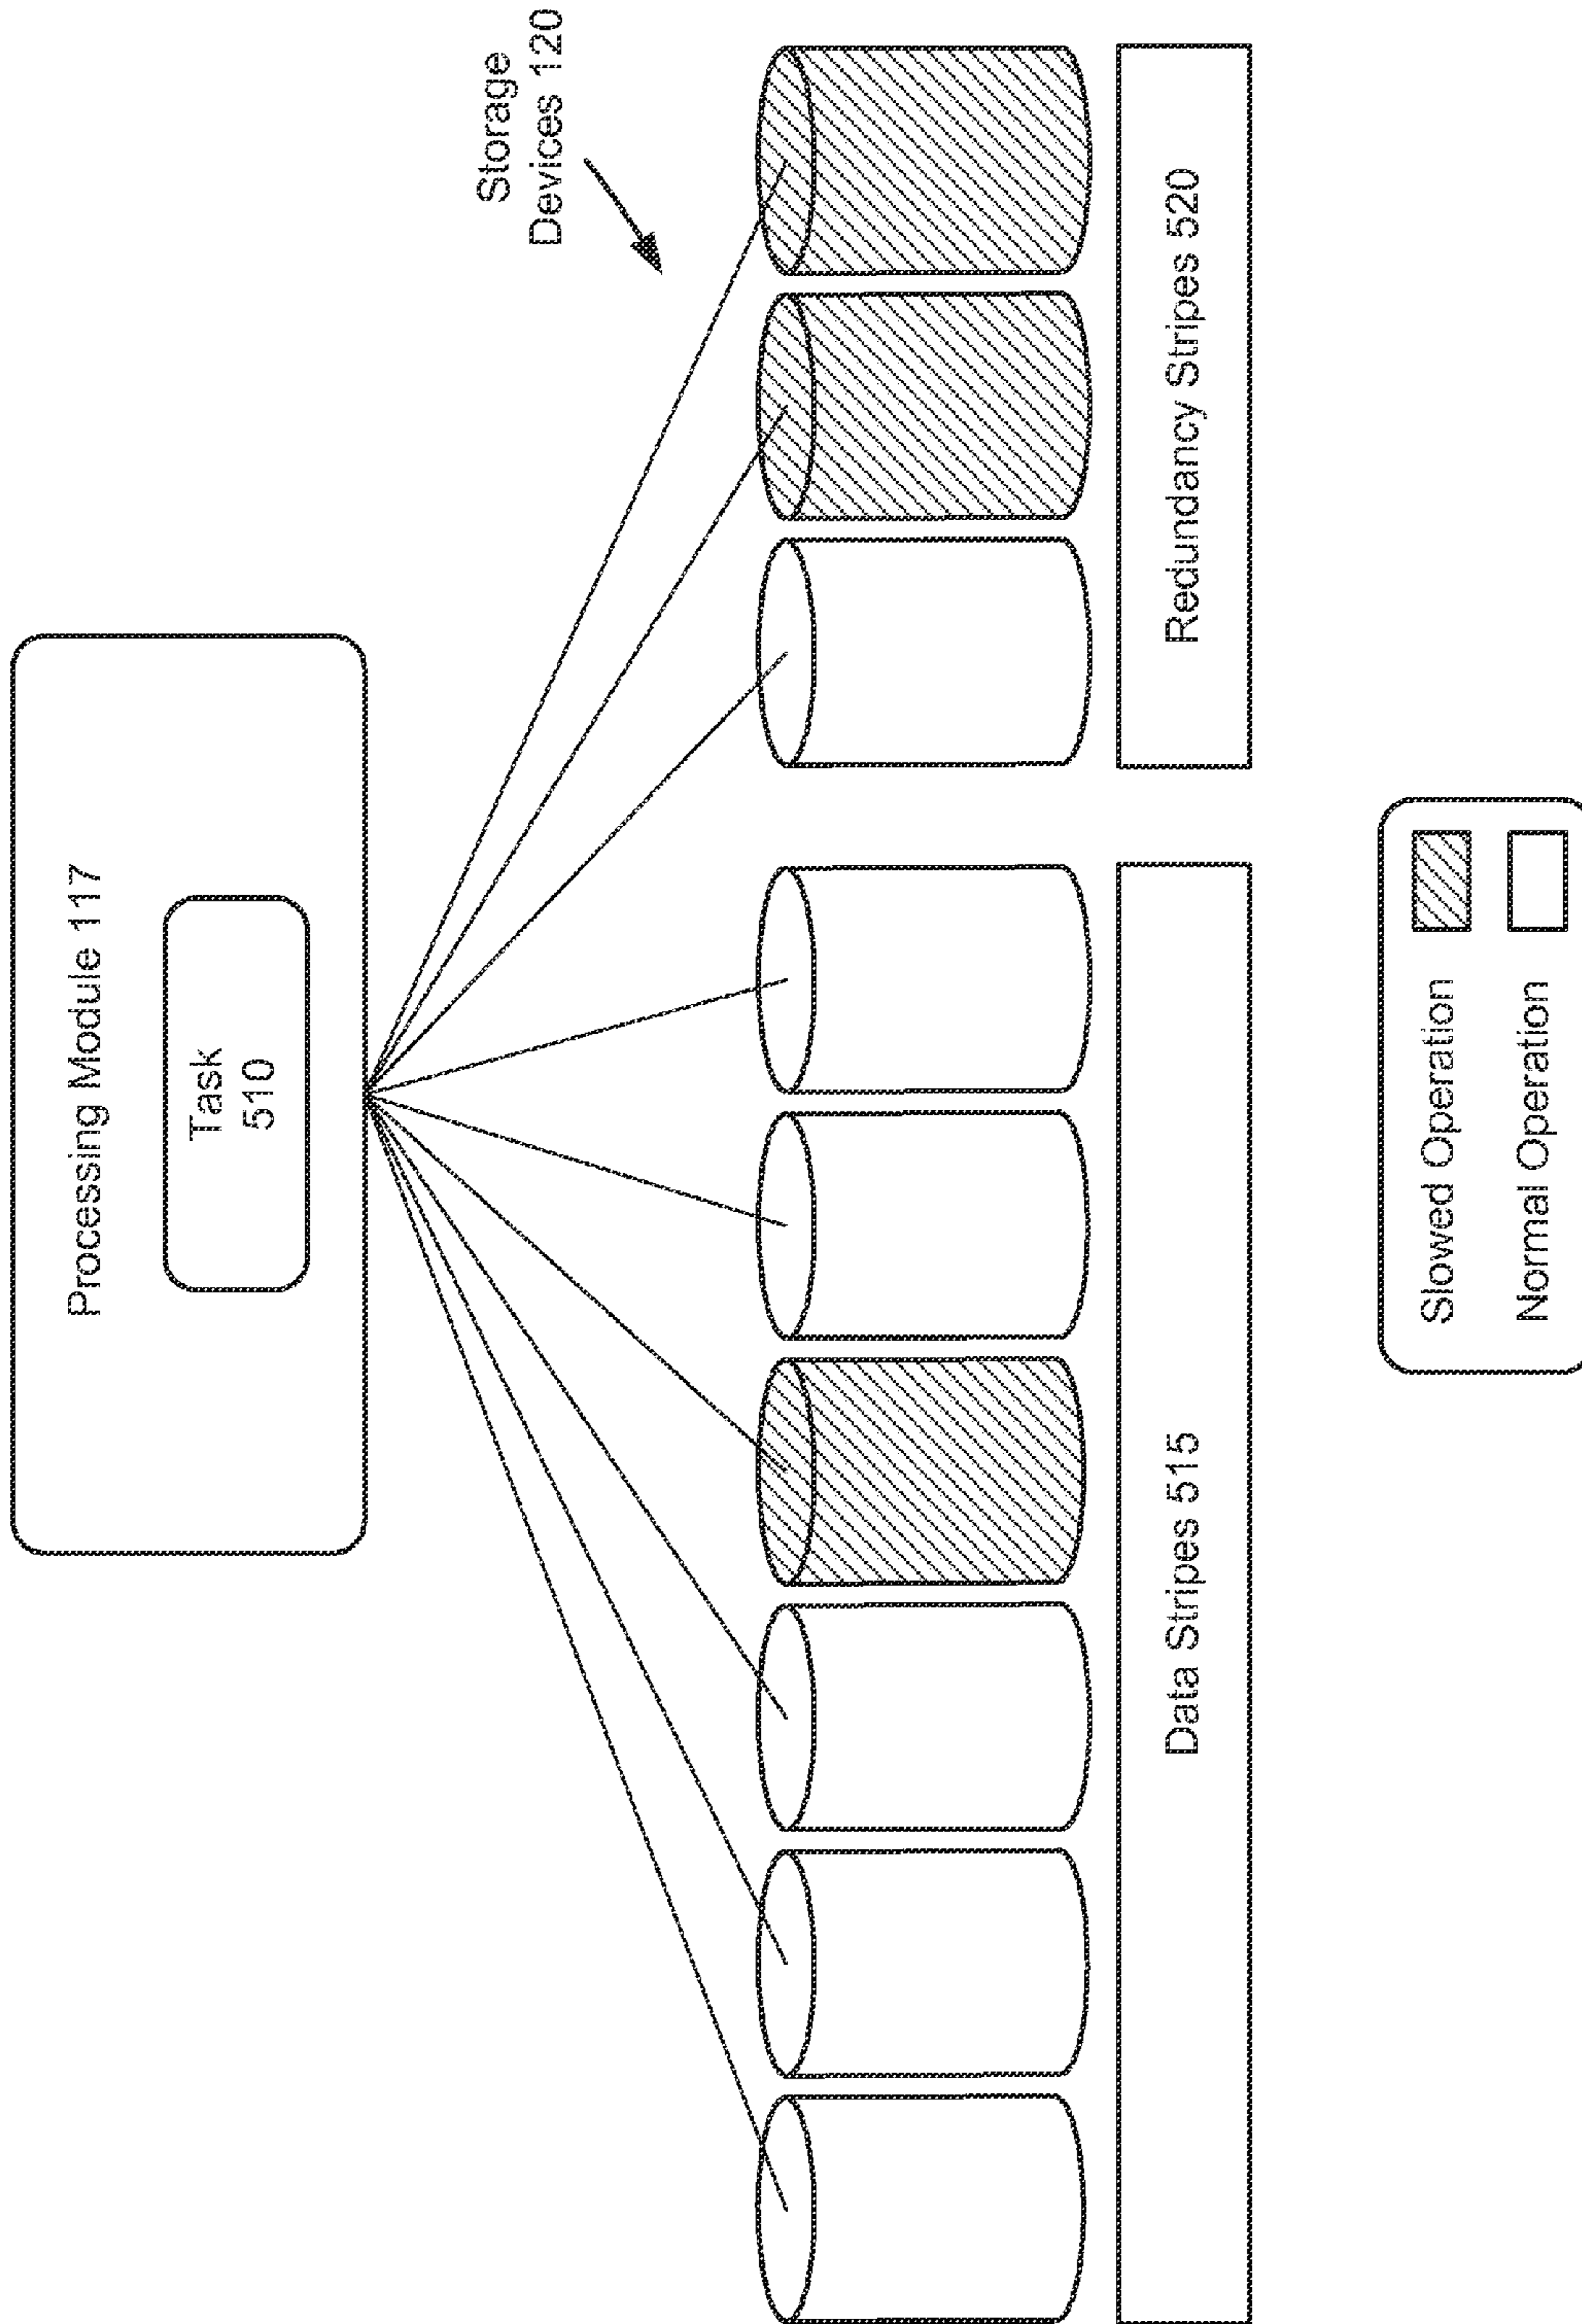 Processing Module 117
Task
510
Storage
Devices 120
Data Stripes 515
Redundancy Stripes 520
Slowed Operation
Normal Operation